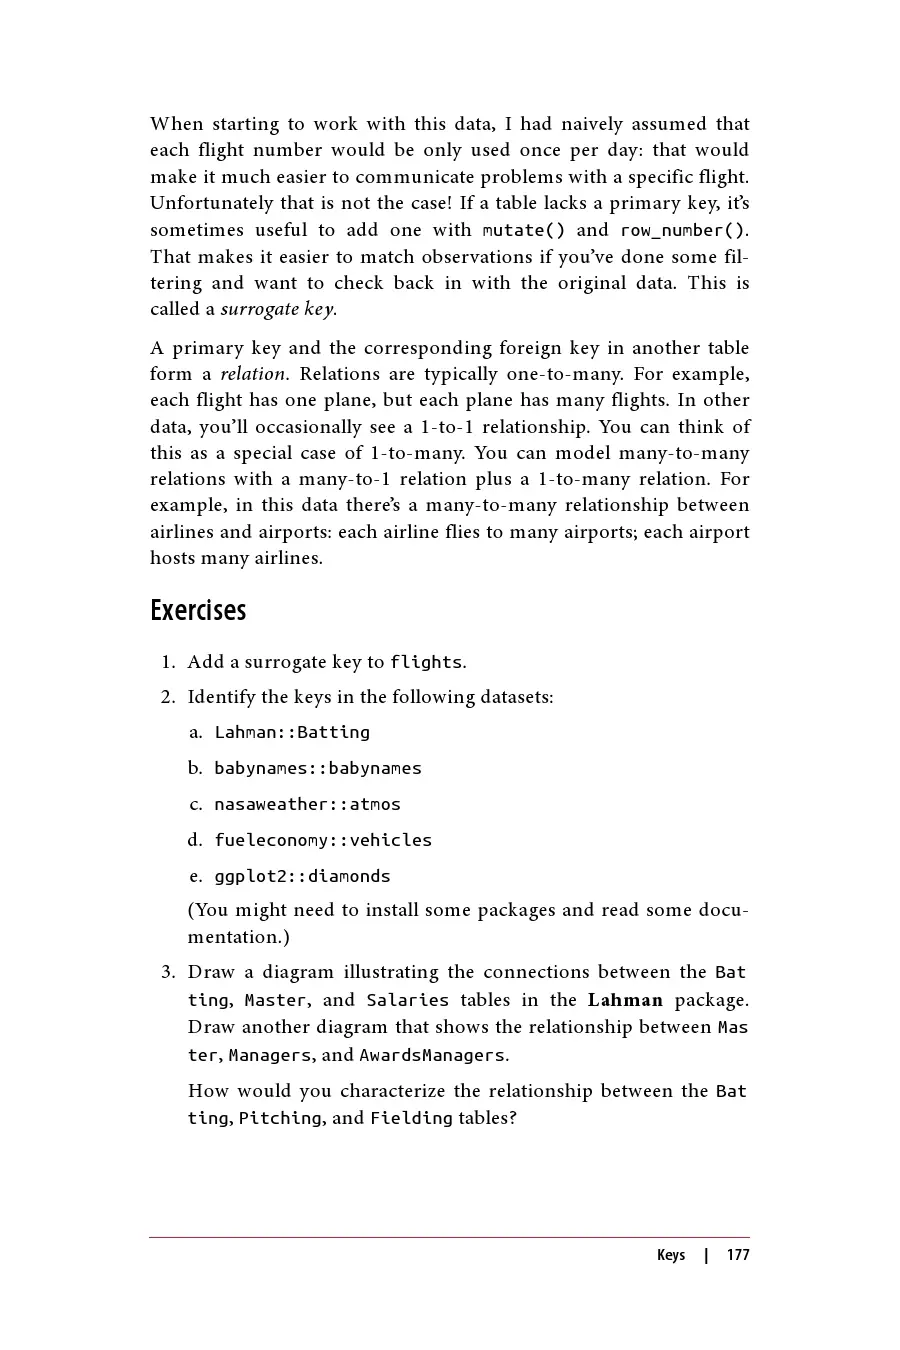 When starting to work with this data, I had naively assumed that
each flight number would be only used once per day: that would
make it much easier to communicate problems with a specific flight.
Unfortunately that is not the case! If a table lacks a primary key, it’s
sometimes useful to add one with mutate() and row_number().
That makes it easier to match observations if you’ve done some fil-
tering and want to check back in with the original data. This is
called a surrogate key.
A primary key and the corresponding foreign key in another table
form a relation. Relations are typically one-to-many. For example,
each flight has one plane, but each plane has many flights. In other
data, you’ll occasionally see a 1-to-1 relationship. You can think of
this as a special case of 1-to-many. You can model many-to-many
relations with a many-to-1 relation plus a 1-to-many relation. For
example, in this data there’s a many-to-many relationship between
airlines and airports: each airline flies to many airports; each airport
hosts many airlines.
Exercises
1. Add a surrogate key to flights.
2. Identify the keys in the following datasets:
a. Lahman::Batting
b. babynames::babynames
c. nasaweather::atmos
d. fueleconomy::vehicles
e. ggplot2::diamonds
(You might need to install some packages and read some docu-
mentation.)
3. Draw a diagram illustrating the connections between the Bat
ting, Master, and Salaries tables in the Lahman package.
Draw another diagram that shows the relationship between Mas
ter, Managers, and AwardsManagers.
How would you characterize the relationship between the Bat
ting, Pitching, and Fielding tables?
Keys | 177